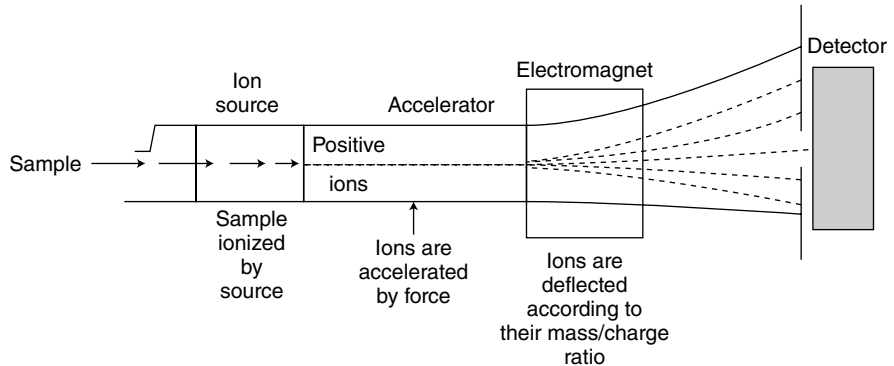 Ion
source
Accelerator
Electromagnet
Detector
Sample
Positive
ions
Sample
ionized
by
source
Ions are
accelerated
by force
Ions are
deflected
according to
their mass/charge
ratio